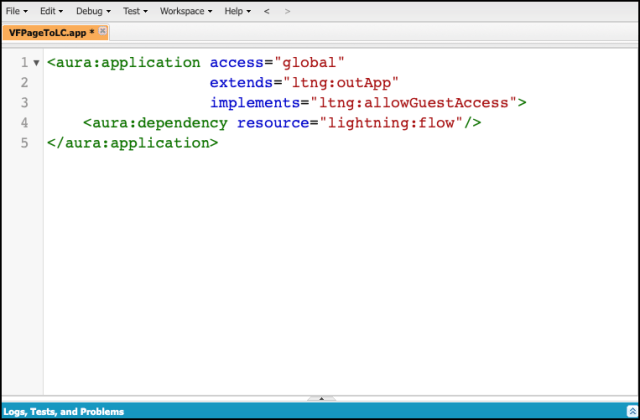 File Edit Debug Test Workspace Help < >
VFPageToLC.app *
1 <aura:application access="global"
2 extends="ltng:outApp"
3 implements="ltng:allowGuestAccess">
4 <aura:dependency resource="lightning:flow"/>
5 </aura:application>
Logs, Tests, and Problems